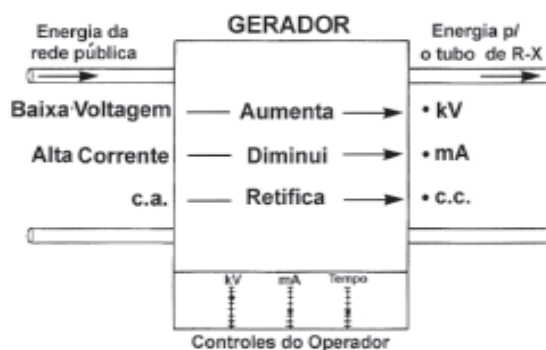 GERADOR
Energia da
rede pública
Energia p/
o tubo de R-X
Baixa Voltagem — Aumenta → • kV
Alta Corrente — Diminui → • mA
c.a. — Retifica → • c.c.
kV mA Tempo
Controles do Operador